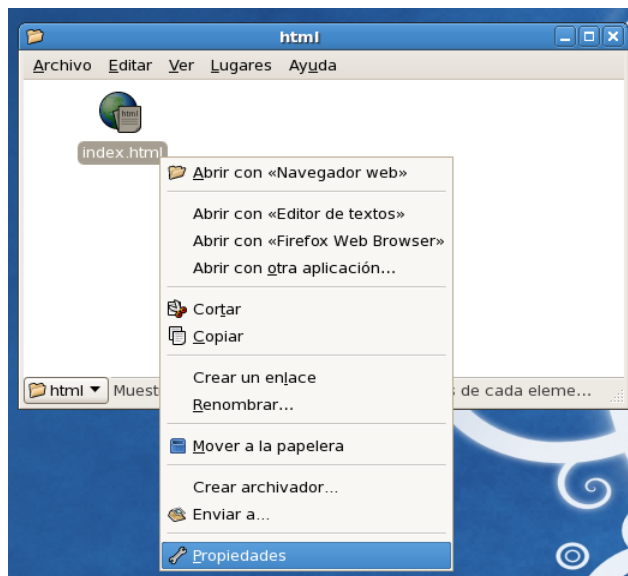 html
Archivo Editar Ver Lugares Ayuda
html
index.html
Abrir con «Navegador web»
Abrir con «Editor de textos»
Abrir con «Firefox Web Browser»
Abrir con otra aplicación...
Cortar
Copiar
Crear un enlace
Renombrar...
Mover a la papelera
Crear archivador...
Enviar a...
Propiedades
html Muest s de cada eleme...